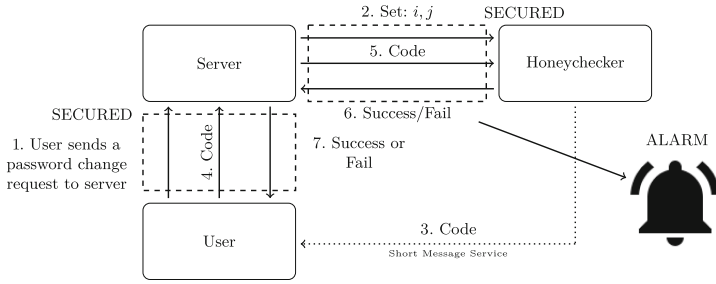 2. Set: i, j
SECURED
Server
5. Code
Honeychecker
SECURED
6. Success/Fail
1. User sends a
password change
request to server
4. Code
7. Success or
Fail
ALARM
User
3. Code
Short Message Service